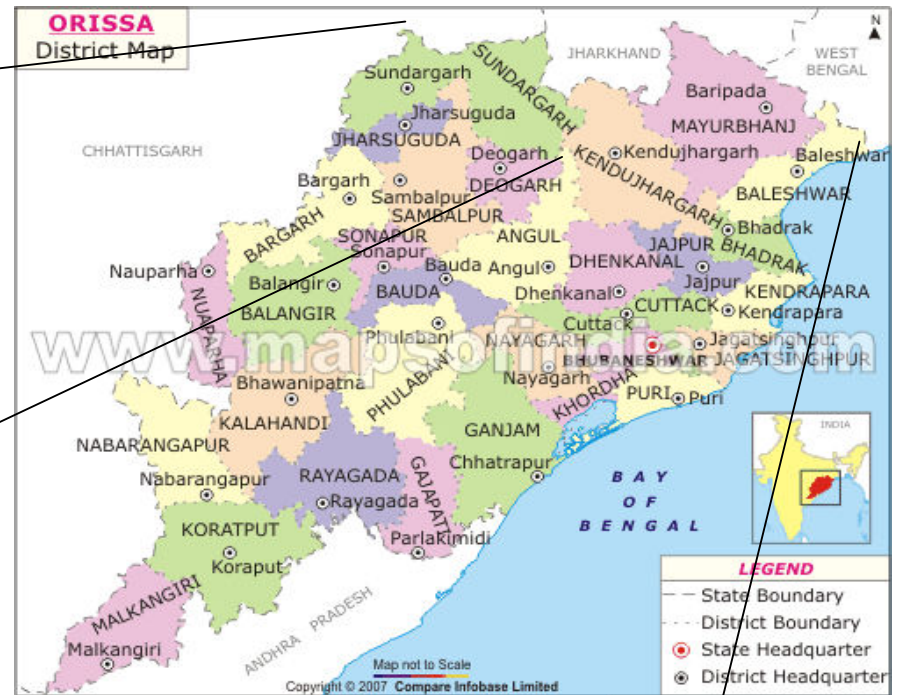 ORISSA
District Map
N
JHARKHAND
WEST
BENGAL
CHHATTISGARH
Sundargarh
SUNDARGARH
Baripada
MAYURBHANJ
Jharsuguda
JHARSUGUDA
Deogarh
DEOGARH
Kendujhargarh
KENDUJHARGARH
Baleshwar
BALESHWAR
Bargarh
BARGARH
Sambalpur
SAMBALPUR
SONAPUR
Sonapur
ANGUL
Angul
JAJPUR
Jajpur
Bhadrak
BHADRAK
Nauparha
NUAPARHA
Balangir
BALANGIR
Bauda
BAUDA
DHENKANAL
Dhenkanal
KENDRAPARA
Kendrapara
CUTTACK
Cuttack
www.mapsofindia.com
Phulabani
PHULABANI
NAYAGARH
Nayagarh
BHUBANESHWAR
Jagatsinghpur
JAGATSINGHPUR
KHORDHA
PURI
Puri
Bhawanipatna
KALAHANDI
GANJAM
Chhatrapur
NABARANGAPUR
Nabarangapur
RAYAGADA
Rayagada
GAJAPATI
Parlakimidi
KORATPUT
Koraput
MALKANGIRI
Malkangiri
ANDHRA PRADESH
BAY
OF
BENGAL
INDIA
LEGEND
State Boundary
District Boundary
State Headquarter
District Headquarter
Map not to Scale
Copyright © 2007 Compare Infobase Limited